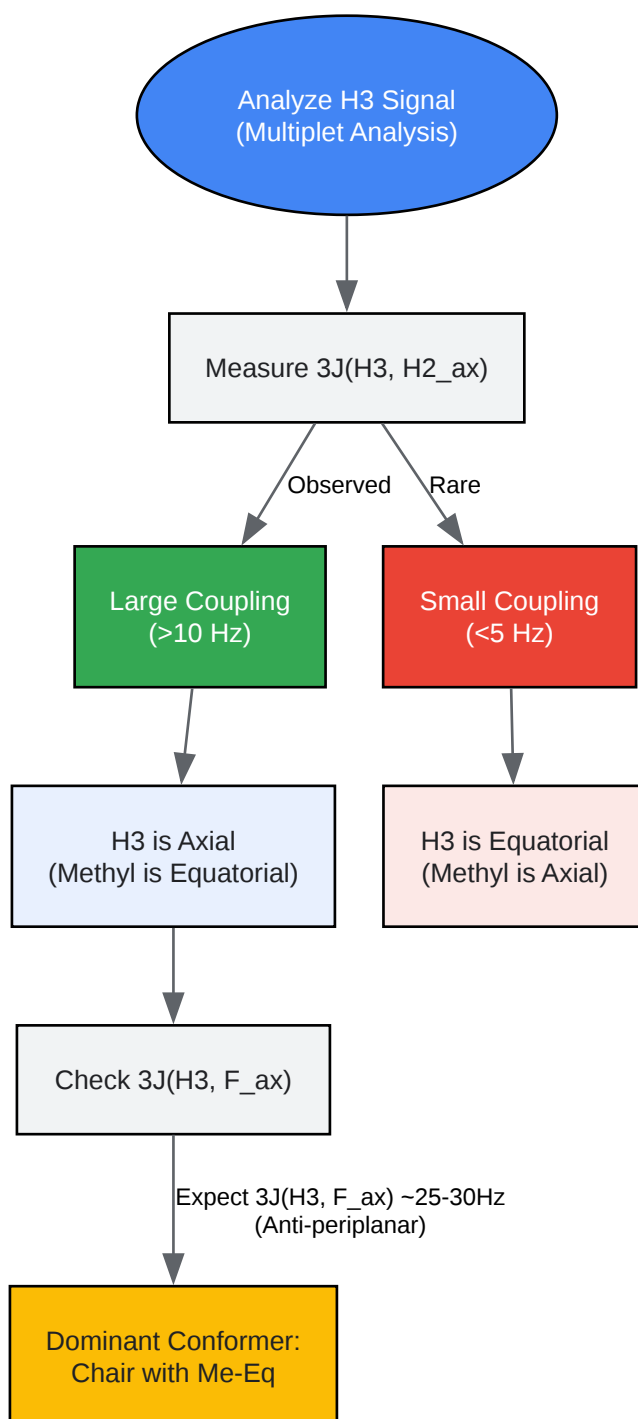 Analyze H3 Signal
(Multiplet Analysis)
Measure 3J(H3, H2_ax)
Observed
Rare
Large Coupling
(>10 Hz)
Small Coupling
(<5 Hz)
H3 is Axial
(Methyl is Equatorial)
H3 is Equatorial
(Methyl is Axial)
Check 3J(H3, F_ax)
Expect 3J(H3, F_ax) ~25-30Hz
(Anti-periplanar)
Dominant Conformer:
Chair with Me-Eq